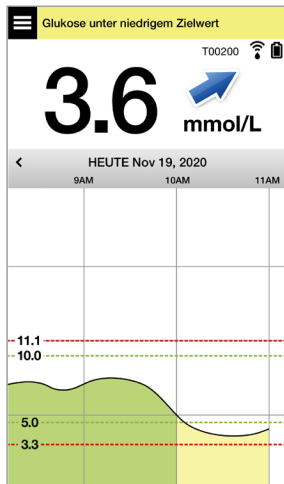 Glukose unter niedrigem Zielwert
T00200
3.6
mmol/L
< HEUTE Nov 19, 2020
9AM 10AM 11AM
11.1
10.0
5.0
3.3